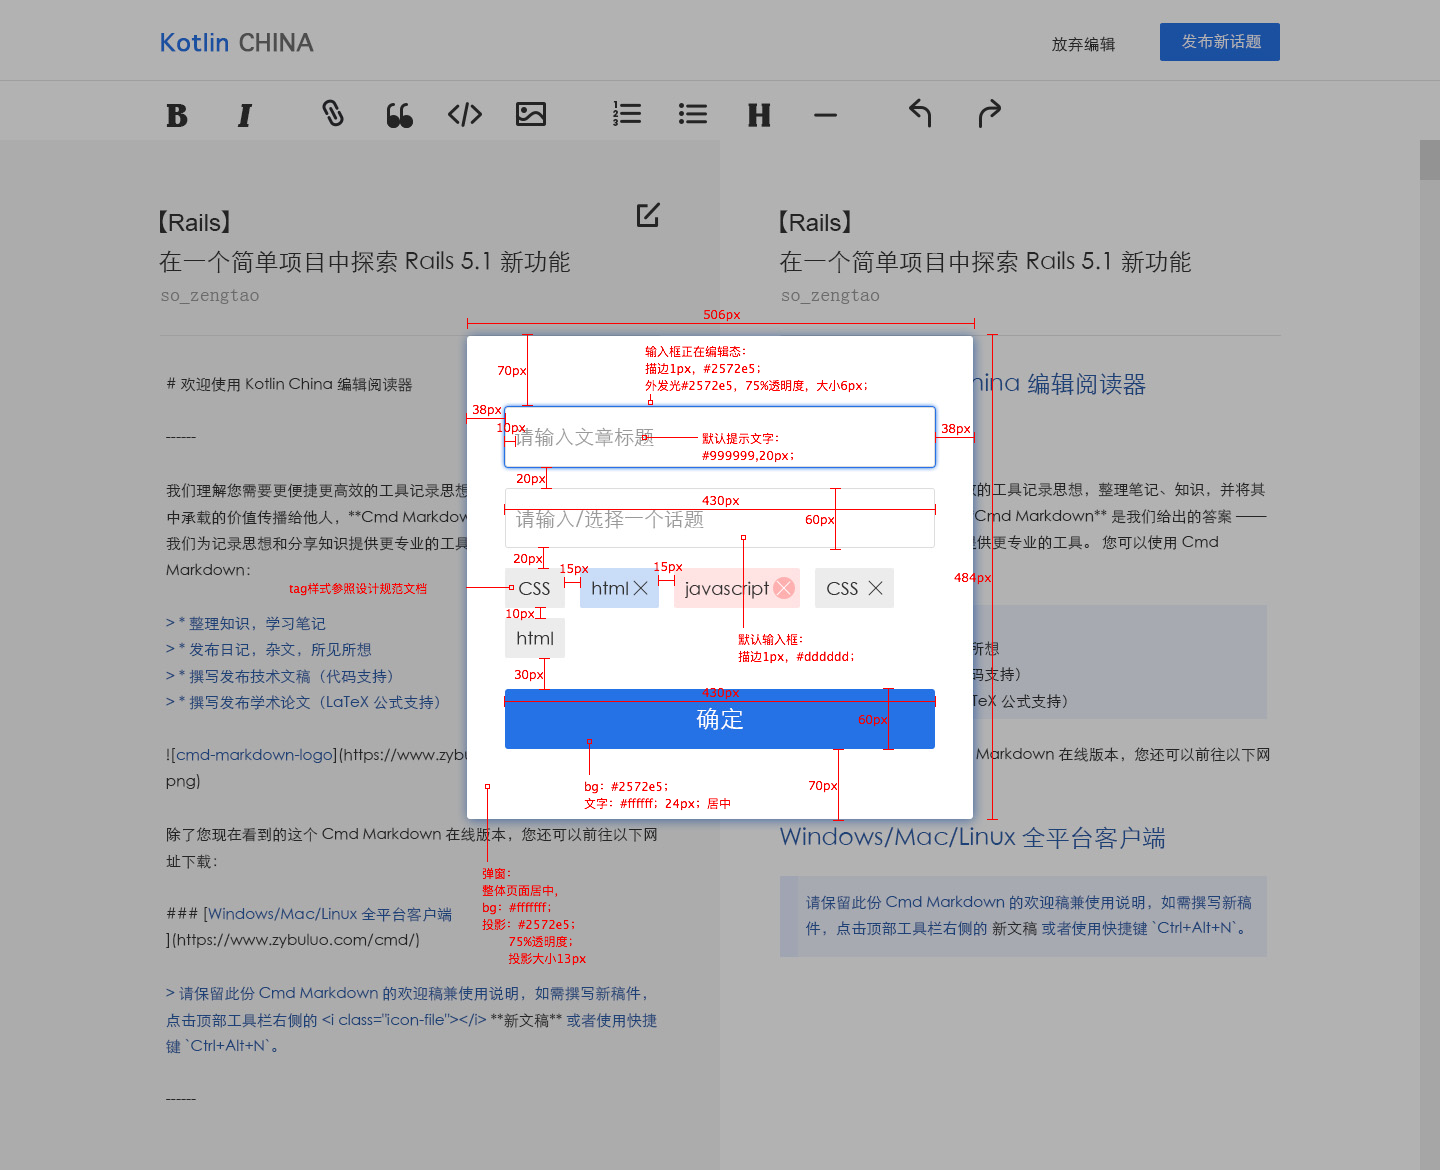 Kotlin CHINA
放弃编辑
发布新话题
B I H
【Rails】
在一个简单项目中探索 Rails 5.1 新功能
so_zengtao
# 欢迎使用 Kotlin China 编辑阅读器
------
我们理解您需要更便捷更高效的工具记录思想
中承载的价值传播给他人，**Cmd Markdow
我们为记录思想和分享知识提供更专业的工具
Markdown：
> * 整理知识，学习笔记
> * 发布日记，杂文，所见所想
> * 撰写发布技术文稿（代码支持）
> * 撰写发布学术论文（LaTeX 公式支持）
![cmd-markdown-logo](https://www.zybu
png)
除了您现在看到的这个 Cmd Markdown 在线版本，您还可以前往以下网
址下载：
### [Windows/Mac/Linux 全平台客户端
](https://www.zybuluo.com/cmd/)
> 请保留此份 Cmd Markdown 的欢迎稿兼使用说明，如需撰写新稿件，
点击顶部工具栏右侧的 <i class="icon-file"></i> **新文稿** 或者使用快捷
键 `Ctrl+Alt+N`。
------
【Rails】
在一个简单项目中探索 Rails 5.1 新功能
so_zengtao
hina 编辑阅读器
的工具记录思想，整理笔记、知识，并将其
Cmd Markdown** 是我们给出的答案 ——
供更专业的工具。 您可以使用 Cmd
所想
码支持）
TeX 公式支持）
Markdown 在线版本，您还可以前往以下网
Windows/Mac/Linux 全平台客户端
请保留此份 Cmd Markdown 的欢迎稿兼使用说明，如需撰写新稿
件，点击顶部工具栏右侧的 新文稿 或者使用快捷键 `Ctrl+Alt+N`。
506px
70px
输入框正在编辑态：
描边1px，#2572e5；
外发光#2572e5，75%透明度，大小6px；
38px
10px
请输入文章标题
默认提示文字：
#999999,20px；
38px
20px
430px
请输入/选择一个话题
60px
20px
15px
15px
484px
tag样式参照设计规范文档
CSS
html
javascript
CSS
10px
html
默认输入框：
描边1px，#dddddd；
30px
430px
确定
60px
bg：#2572e5；
文字：#ffffff；24px；居中
70px
弹窗：
整体页面居中，
bg：#fffffff；
投影：#2572e5；
75%透明度；
投影大小13px